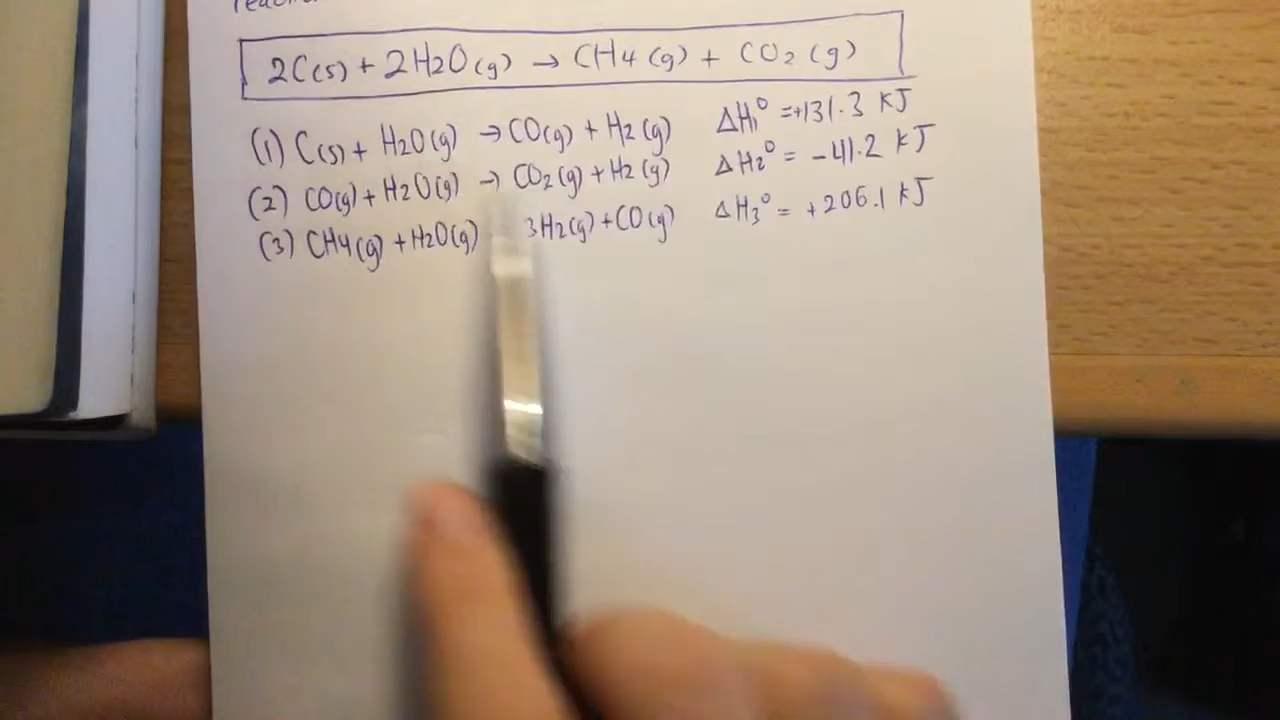 2C(s) + 2H2O(g) → CH4(g) + CO2(g)
(1) C(s) + H2O(g) → CO(g) + H2(g) ΔH1° = +131.3 kJ
(2) CO(g) + H2O(g) → CO2(g) + H2(g) ΔH2° = -41.2 kJ
(3) CH4(g) + H2O(g) 3H2(g) + CO(g) ΔH3° = +206.1 kJ